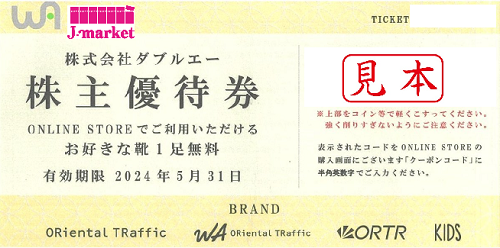 WA
J-market
TICKET
株式会社ダブルエー
株主優待券
ONLINE STOREでご利用いただける
お好きな靴1足無料
有効期限 2024年5月31日
見本
※上部をコイン等で軽くこすってください。
強く削りすぎないようにご注意ください。
表示されたコードをONLINE STOREの
購入画面にございます「クーポンコード」に
半角英数字でご入力ください。
BRAND
ORiental TRaffic WA ORiental TRaffic ORTR KIDS